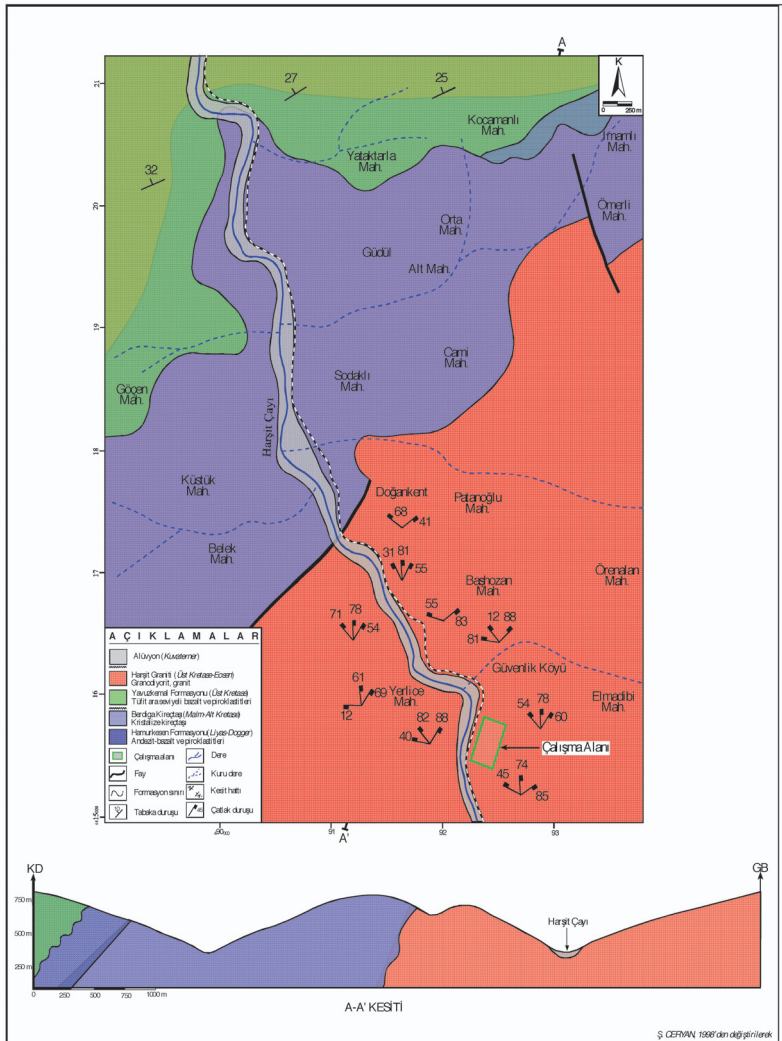 A
K
0 250 m
21
20
19
18
17
16
27
25
Kocamanlı
Mah.
İmamlı
Mah.
Yataktarla
Mah.
32
Ömerli
Mah.
Orta
Mah.
Güdül
Alt Mah.
Cami
Mah.
Sodaklı
Mah.
Göçen
Mah.
Harşit Çayı
Küstük
Mah.
Doğankent
Patanoğlu
Mah.
68
41
Belek
Mah.
31 81
55
Başhozan
Mah.
Örenalan
Mah.
78
71
54
55
83
12 88
81
Güvenlik Köyü
61
69
12
Yerlice
Mah.
Elmadibi
Mah.
82 88
40
78
54
60
Çalışma Alanı
74
45
85
AÇIKLAMALAR
Alüvyon (Kuvaterner)
Harşit Graniti (Üst Kretase-Eosen)
Granodiyorit, granit
Yavuzkemal Formasyonu (Üst Kretase)
Tüfit ara seviyeli bazalt ve piroklastitleri
Berdiga Kireçtaşı (Malm-Alt Kretase)
Kristalize kireçtaşı
Hamurkesen Formasyonu (Liyas-Dogger)
Andezit-bazalt ve piroklastitleri
Çalışma alanı
Dere
Fay
Kuru dere
Formasyon sınırı
Kesit hattı
Tabaka duruşu
45
Çatlak duruşu
4515000
490000
91
92
93
A'
KD
GB
750 m
500 m
250 m
Harşit Çayı
0 250 500 750 1000 m
A-A' KESİTİ
Ş. CERYAN, 1998'den değiştirilerek